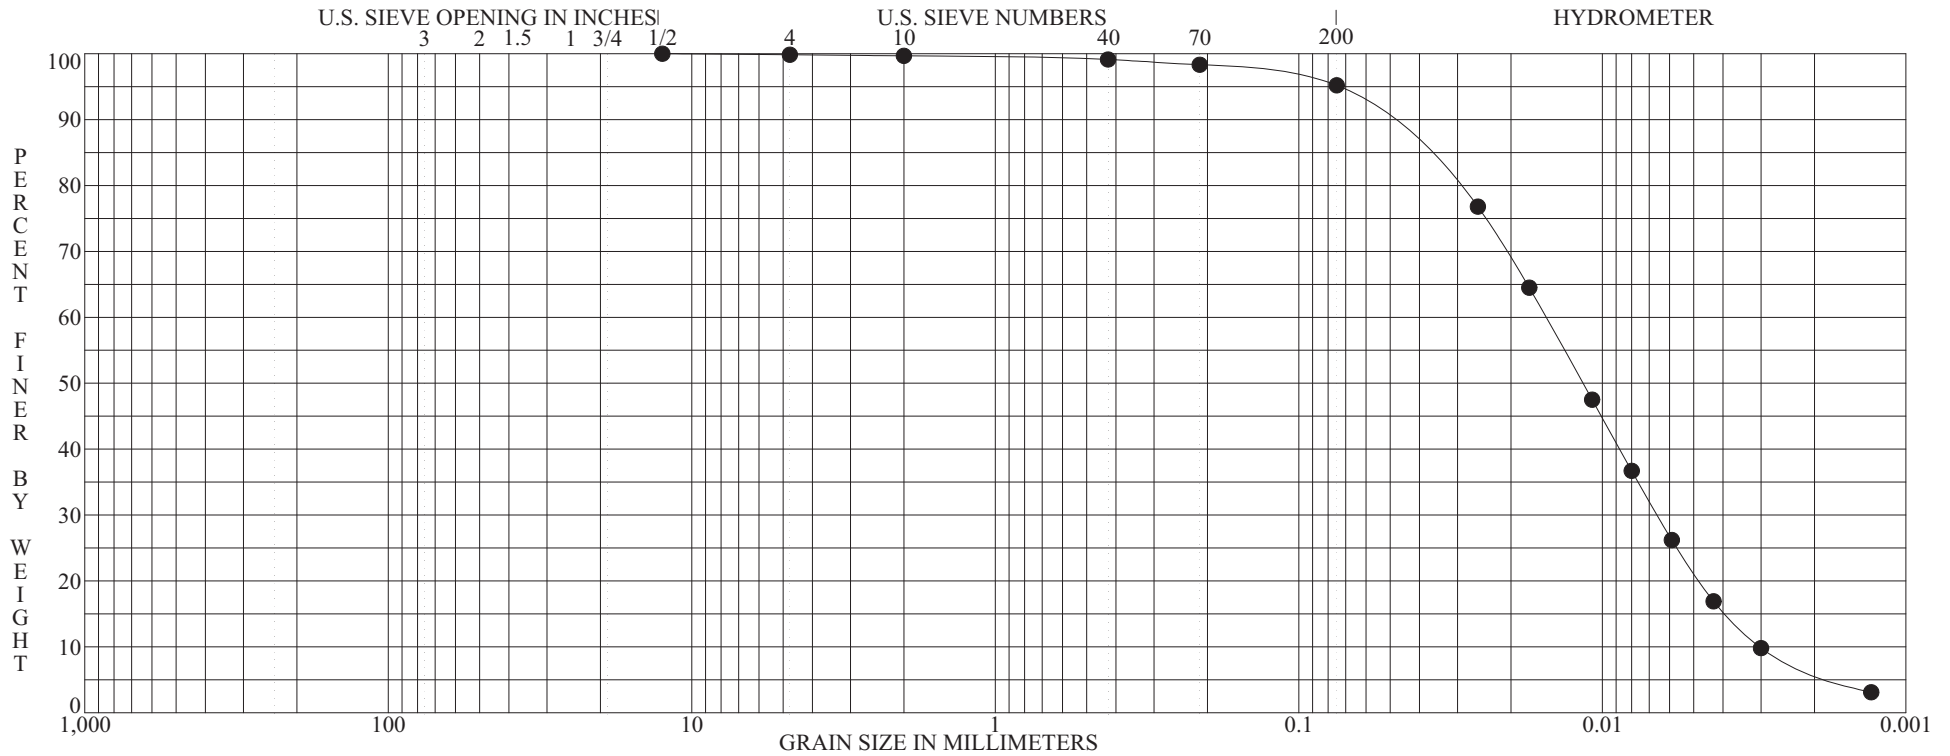 U.S. SIEVE OPENING IN INCHES U.S. SIEVE NUMBERS HYDROMETER
3 2 1.5 1 3/4 1/2 4 10 40 70 200
100
90
80
70
60
50
40
30
20
10
0
PERCENT FINER BY WEIGHT
1,000 100 10 1 0.1 0.01 0.001
GRAIN SIZE IN MILLIMETERS